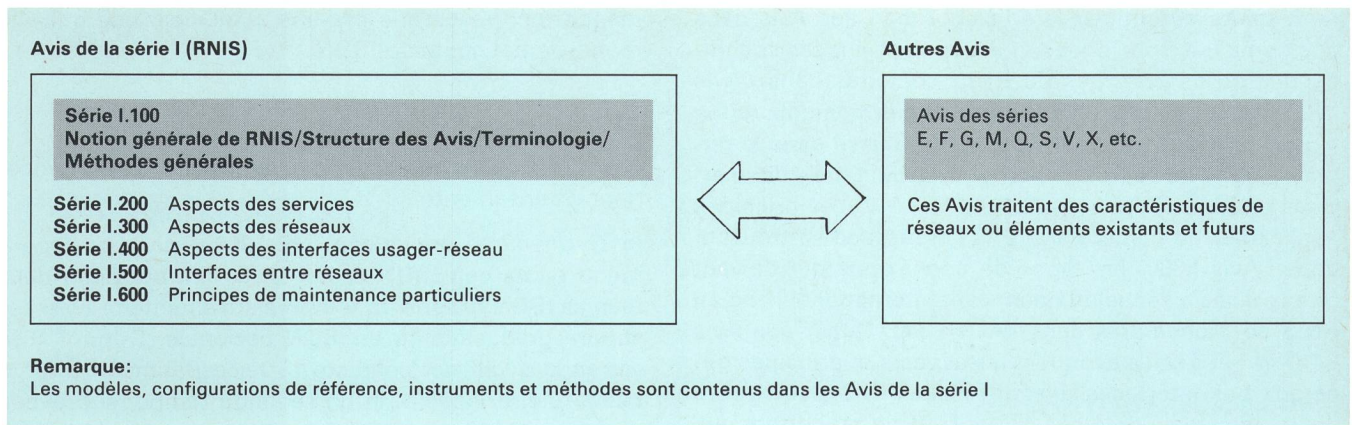 Avis de la série I (RNIS)
Série I.100
Notion générale de RNIS/Structure des Avis/Terminologie/
Méthodes générales
Série I.200 Aspects des services
Série I.300 Aspects des réseaux
Série I.400 Aspects des interfaces usager-réseau
Série I.500 Interfaces entre réseaux
Série I.600 Principes de maintenance particuliers
Autres Avis
Avis des séries
E, F, G, M, Q, S, V, X, etc.
Ces Avis traitent des caractéristiques de
réseaux ou éléments existants et futurs
Remarque:
Les modèles, configurations de référence, instruments et méthodes sont contenus dans les Avis de la série I